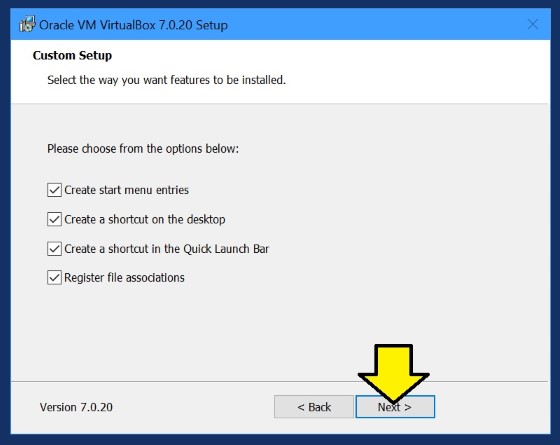 Oracle VM VirtualBox 7.0.20 Setup
Custom Setup
Select the way you want features to be installed.
Please choose from the options below:
Create start menu entries
Create a shortcut on the desktop
Create a shortcut in the Quick Launch Bar
Register file associations
Version 7.0.20
< Back
Next >